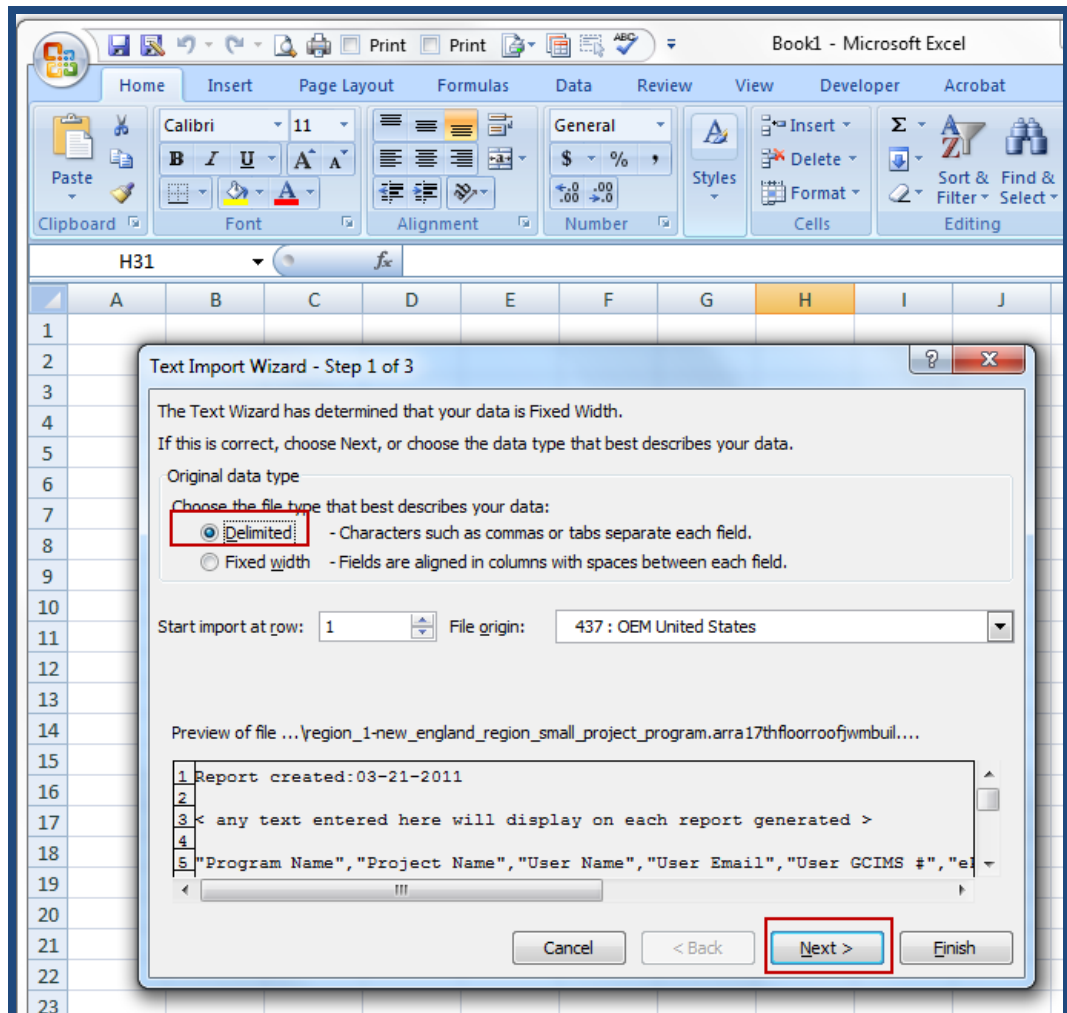 Print Print ABC Book1 - Microsoft Excel
Home Insert Page Layout Formulas Data Review View Developer Acrobat
Paste
Clipboard
Calibri 11
B I U A A
A
Font
Alignment
General
$ % ,
Number
Styles
Insert
Delete
Format
Cells
Σ
Sort & Filter
Find & Select
Editing
H31 fx
A B C D E F G H I J
1
2
3
4
5
6
7
8
9
10
11
12
13
14
15
16
17
18
19
20
21
22
23
Text Import Wizard - Step 1 of 3
The Text Wizard has determined that your data is Fixed Width.
If this is correct, choose Next, or choose the data type that best describes your data.
Original data type
Choose the file type that best describes your data:
Delimited - Characters such as commas or tabs separate each field.
Fixed width - Fields are aligned in columns with spaces between each field.
Start import at row: 1 File origin: 437 : OEM United States
Preview of file ...\region_1-new_england_region_small_project_program.arra17thfloorroofjwmbuil....
1 Report created:03-21-2011
2
3 < any text entered here will display on each report generated >
4
5 "Program Name","Project Name","User Name","User Email","User GCIMS #",
Cancel < Back Next > Finish